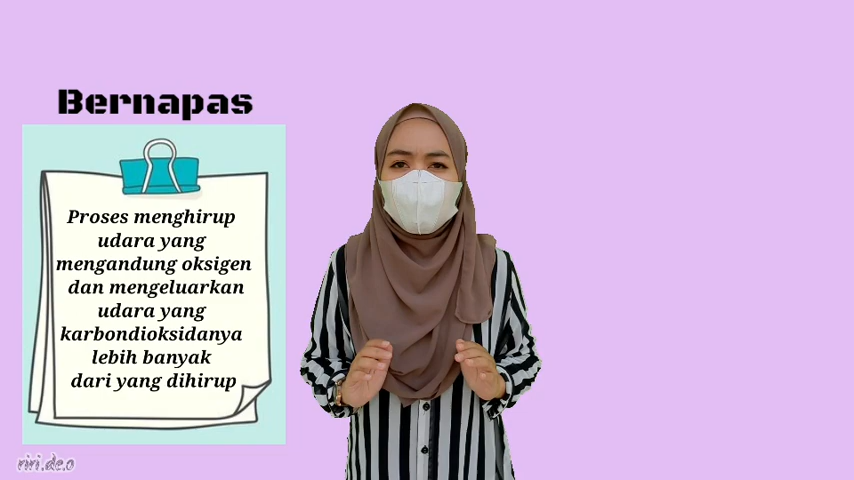 Bernapas
Proses menghirup
udara yang
mengandung oksigen
dan mengeluarkan
udara yang
karbondioksidanya
lebih banyak
dari yang dihirup
riri.de.o